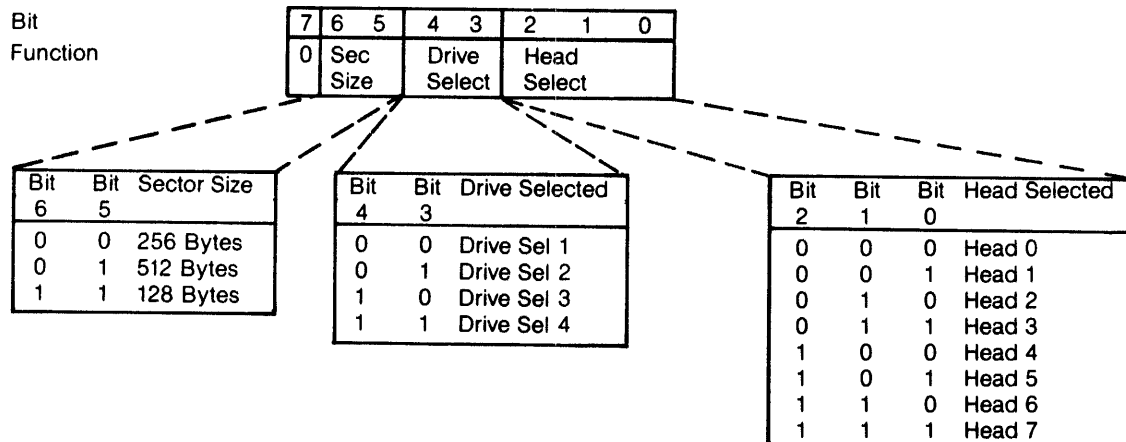 Bit 7 6 5 4 3 2 1 0
Function 0 Sec Drive Head
Size Select Select
Bit Bit Sector Size
6 5
0 0 256 Bytes
0 1 512 Bytes
1 1 128 Bytes
Bit Bit Drive Selected
4 3
0 0 Drive Sel 1
0 1 Drive Sel 2
1 0 Drive Sel 3
1 1 Drive Sel 4
Bit Bit Bit Head Selected
2 1 0
0 0 0 Head 0
0 0 1 Head 1
0 1 0 Head 2
0 1 1 Head 3
1 0 0 Head 4
1 0 1 Head 5
1 1 0 Head 6
1 1 1 Head 7